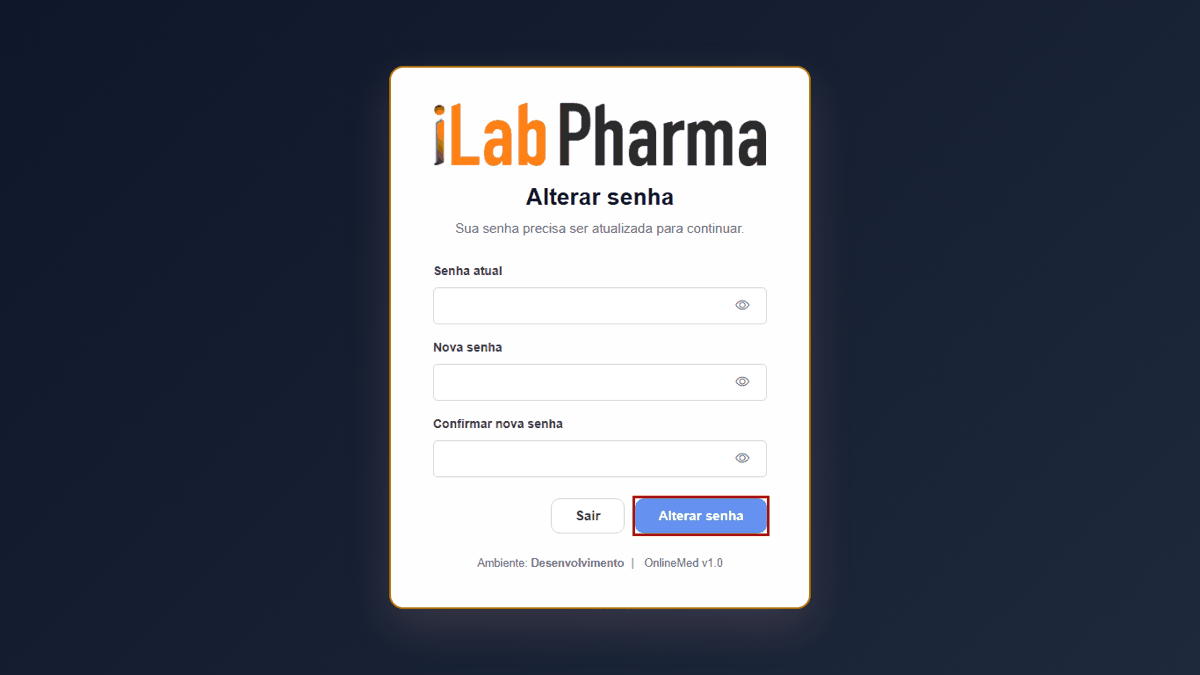 iLab Pharma
Alterar senha
Sua senha precisa ser atualizada para continuar.
Senha atual
Nova senha
Confirmar nova senha
Sair
Alterar senha
Ambiente: Desenvolvimento | OnlineMed v1.0